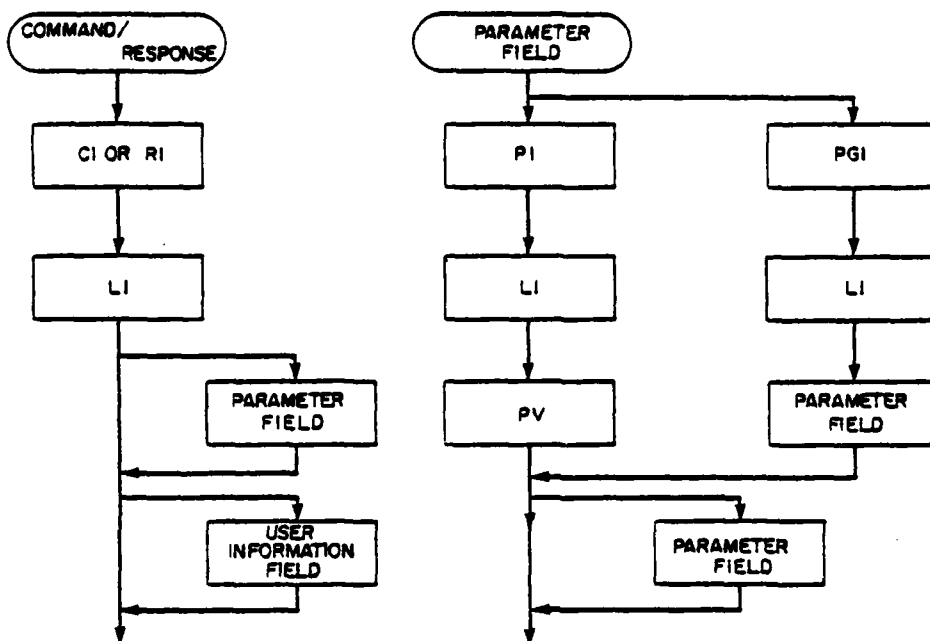 COMMAND/
RESPONSE
CI OR RI
LI
PARAMETER
FIELD
USER
INFORMATION
FIELD
PARAMETER
FIELD
PI
PGI
LI
LI
PV
PARAMETER
FIELD
PARAMETER
FIELD